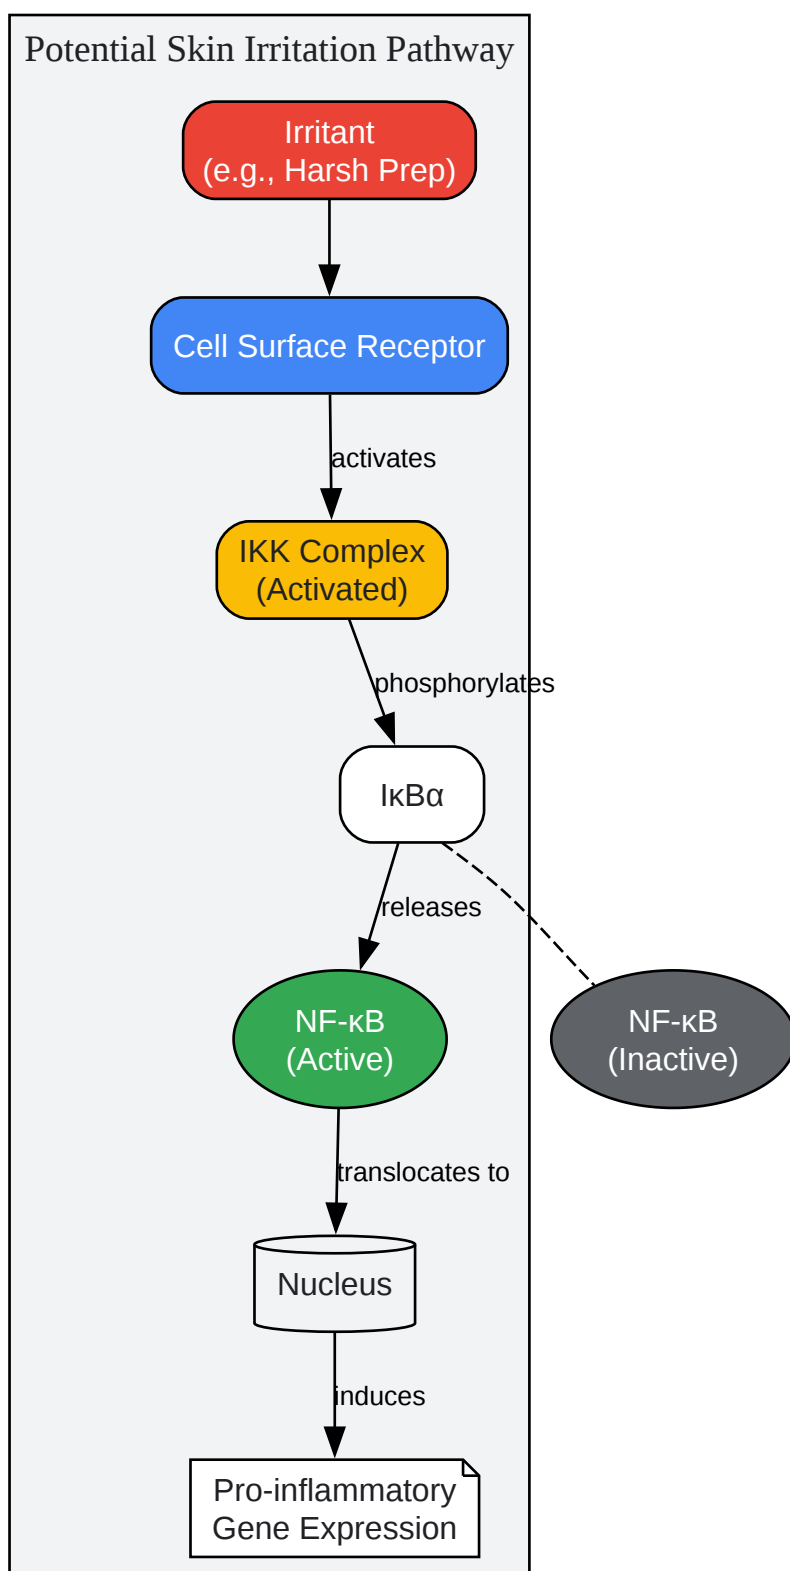 Potential Skin Irritation Pathway
Irritant
(e.g., Harsh Prep)
Cell Surface Receptor
activates
IKK Complex
(Activated)
phosphorylates
IκBα
releases
NF-κB
(Active)
NF-κB
(Inactive)
translocates to
Nucleus
induces
Pro-inflammatory
Gene Expression